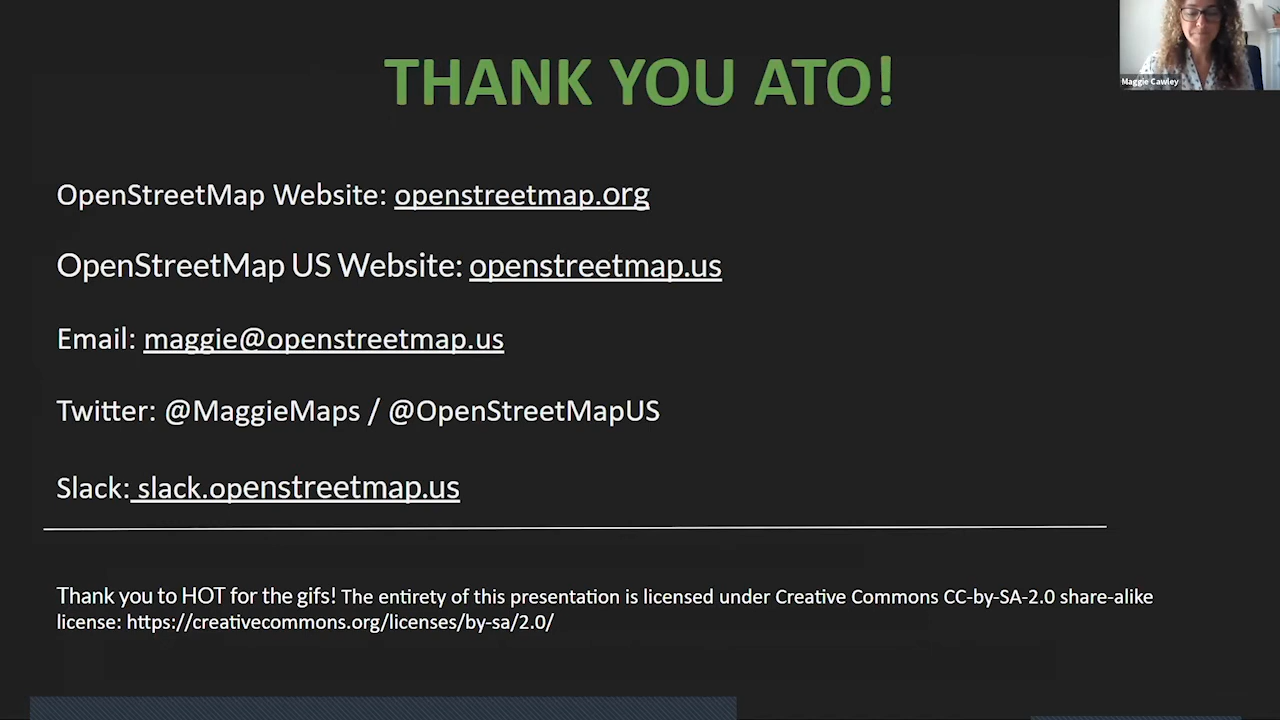 THANK YOU ATO!
Maggie Cawley
OpenStreetMap Website: openstreetmap.org
OpenStreetMap US Website: openstreetmap.us
Email: maggie@openstreetmap.us
Twitter: @MaggieMaps / @OpenStreetMapUS
Slack: slack.openstreetmap.us
Thank you to HOT for the gifs! The entirety of this presentation is licensed under Creative Commons CC-by-SA-2.0 share-alike
license: https://creativecommons.org/licenses/by-sa/2.0/